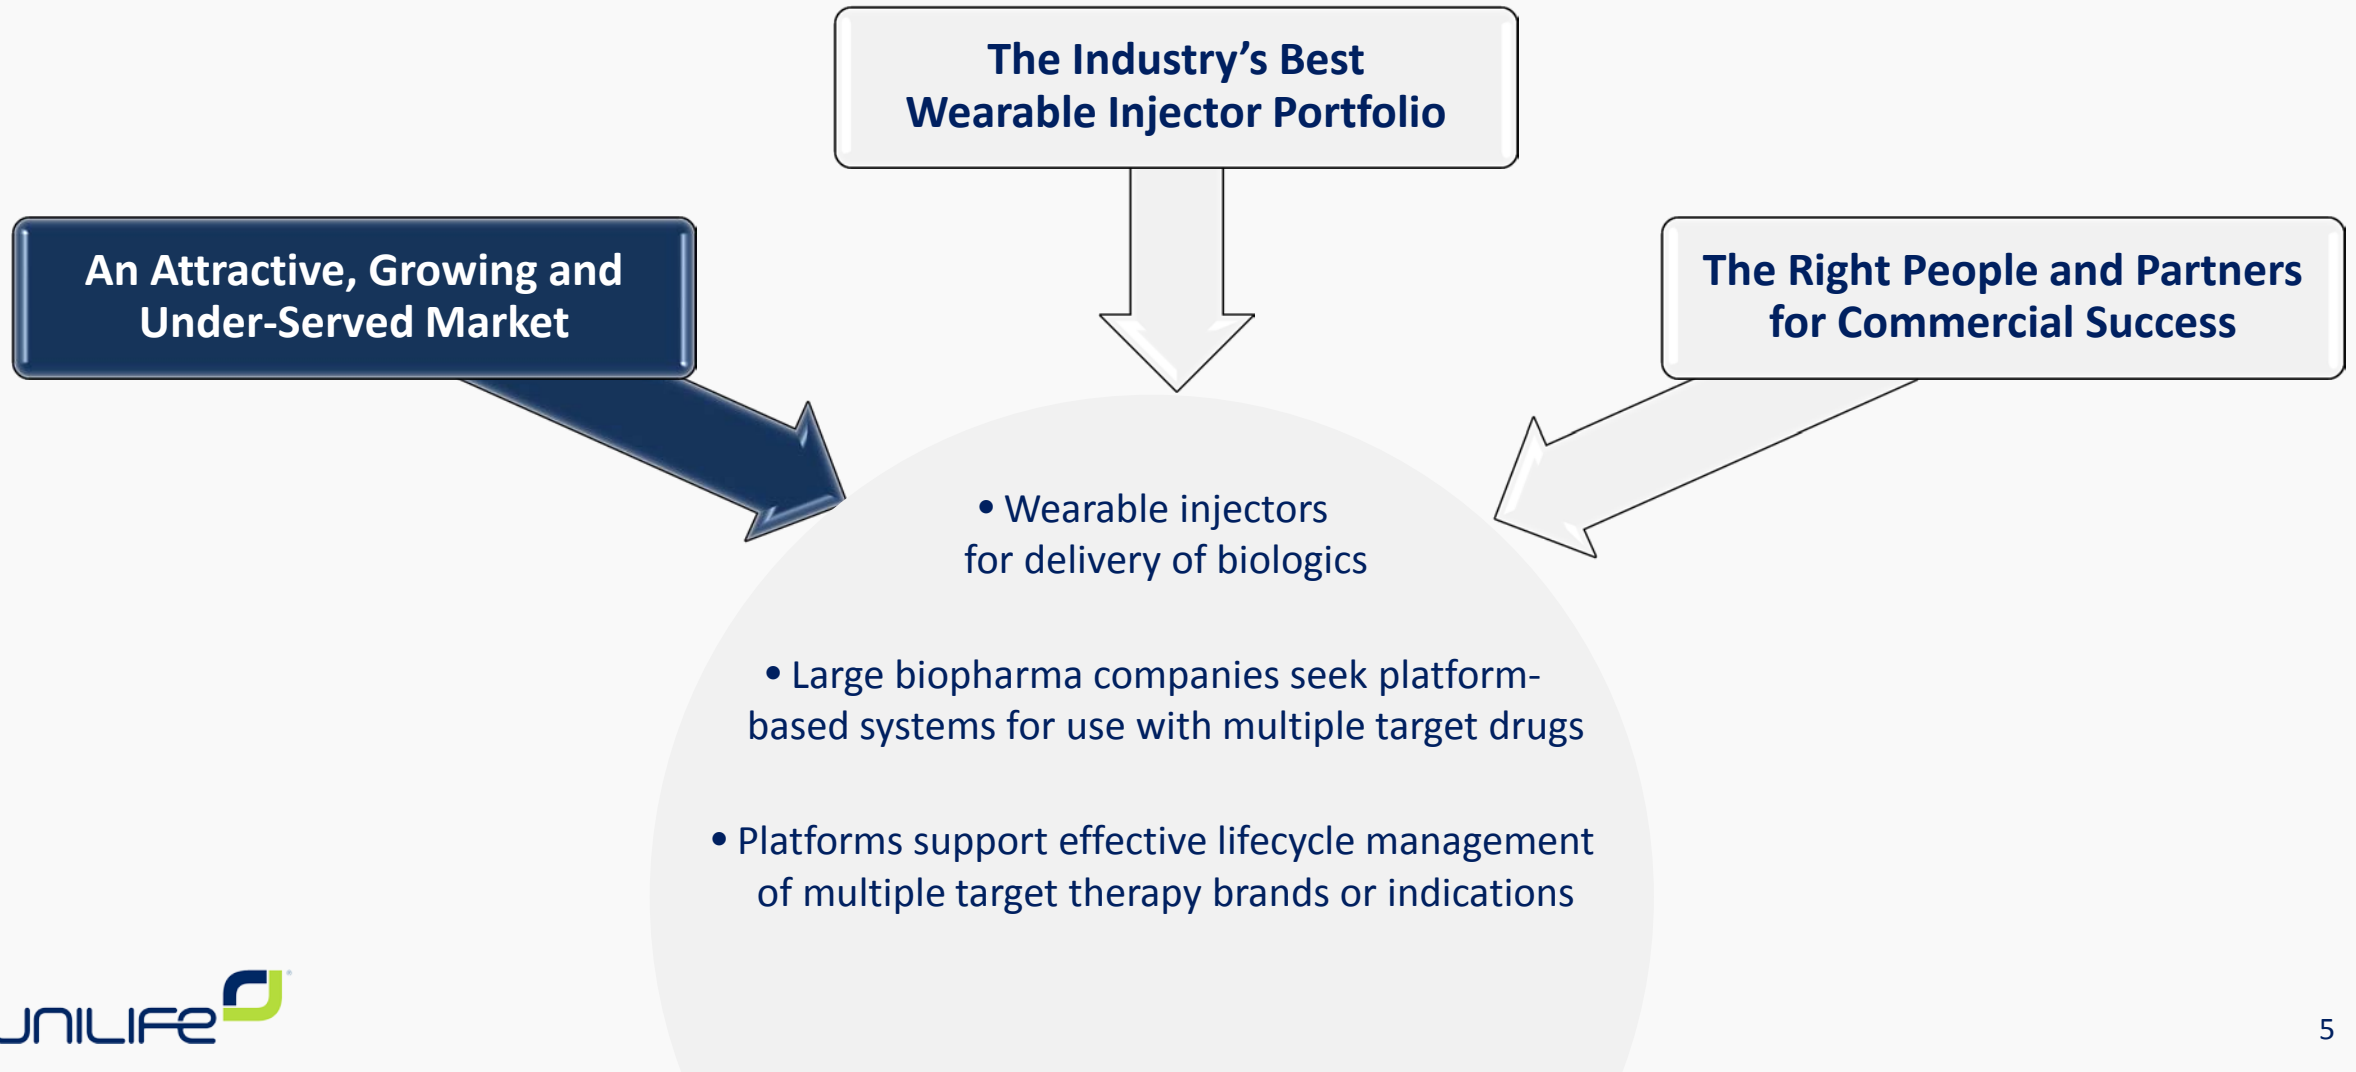 The Industry’s Best
Wearable Injector Portfolio
An Attractive, Growing and
Under-Served Market
The Right People and Partners
for Commercial Success
• Wearable injectors
for delivery of biologics
• Large biopharma companies seek platform-
based systems for use with multiple target drugs
• Platforms support effective lifecycle management
of multiple target therapy brands or indications
UNILIFE
5